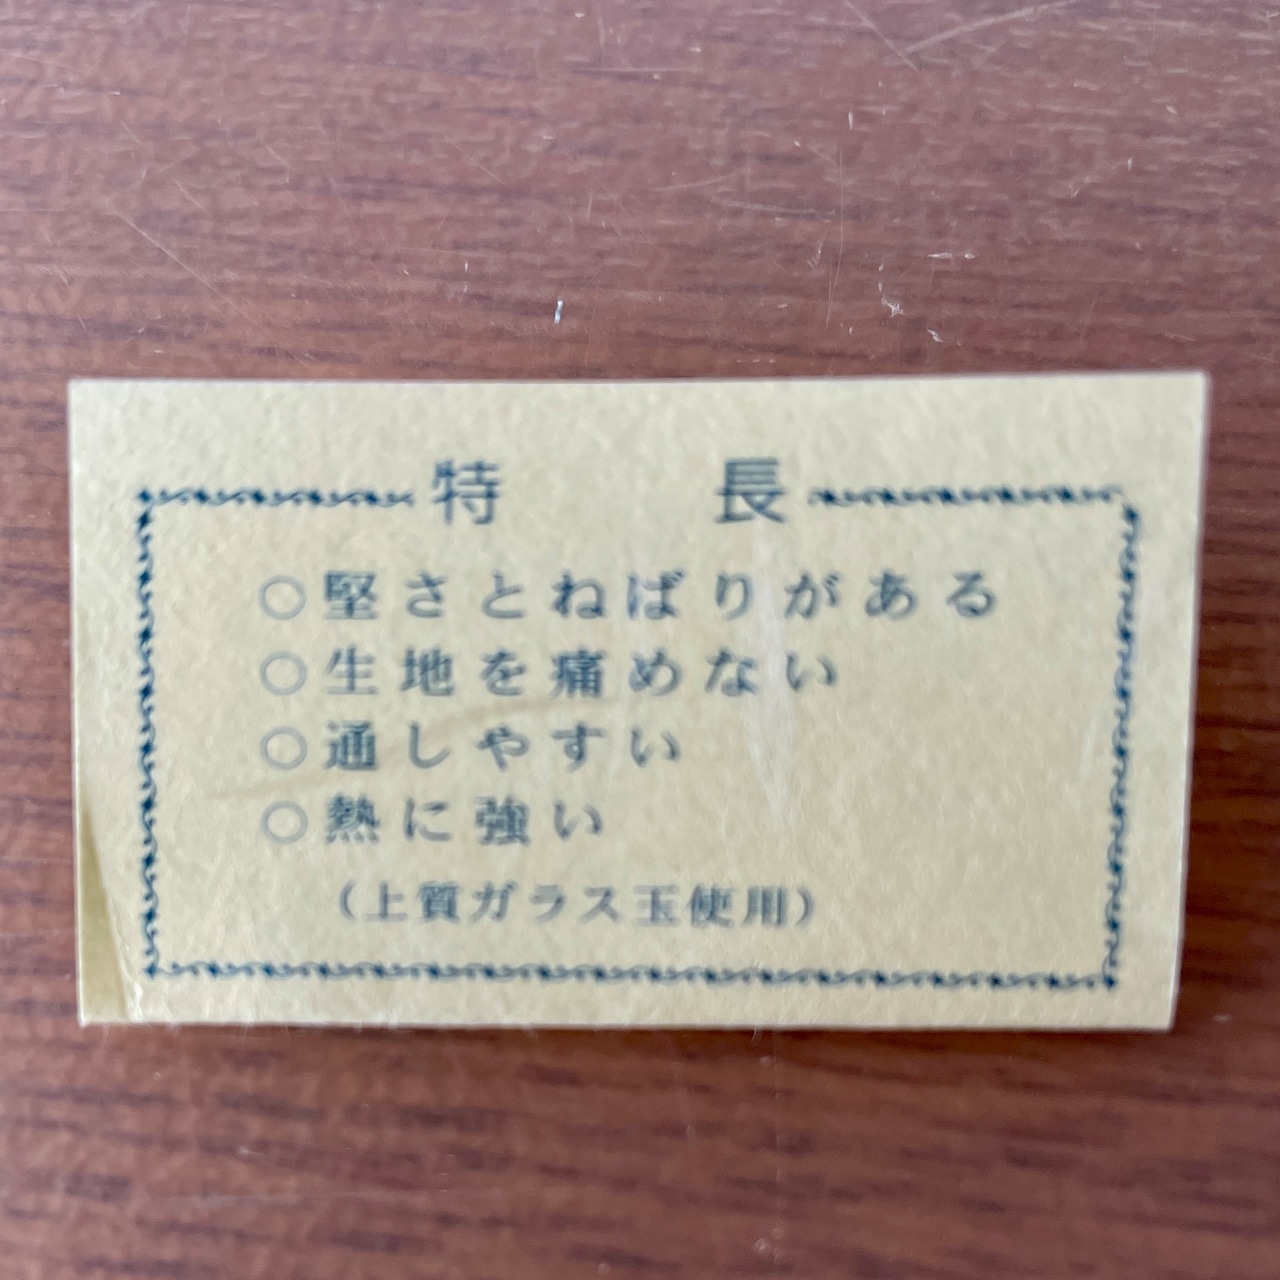 特 長
○堅さとねばりがある
○生地を痛めない
○通しやすい
○熱に強い
（上質ガラス玉使用）